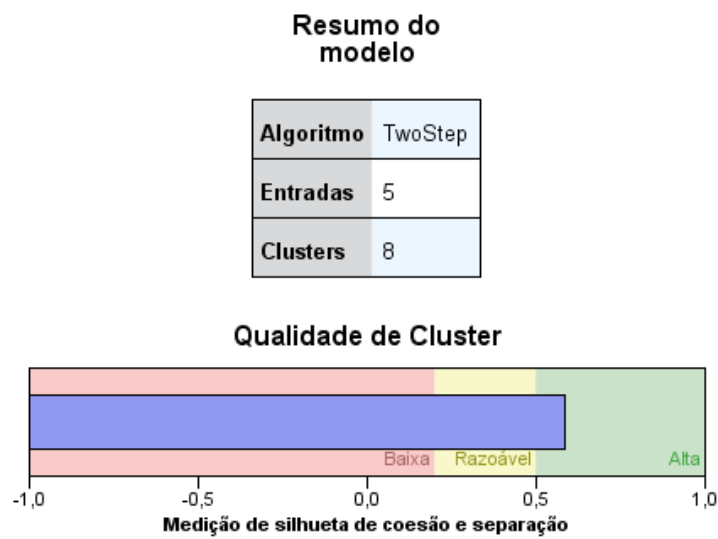 Resumo do
modelo
Algoritmo TwoStep
Entradas 5
Clusters 8
Qualidade de Cluster
Baixa Razoável Alta
-1,0 -0,5 0,0 0,5 1,0
Medição de silhueta de coesão e separação